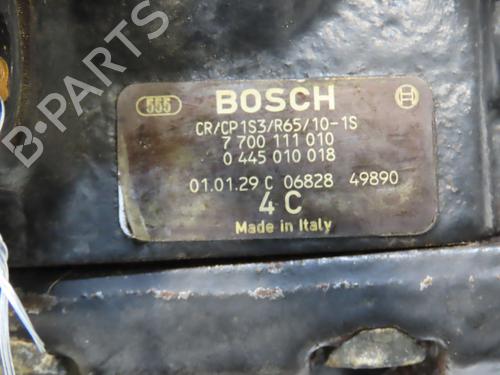 555 BOSCH
CR/CP1S3/R65/10-1S
7 700 111 010
0 445 010 018
01.01.29 C 06828 49890
4 C
Made in Italy